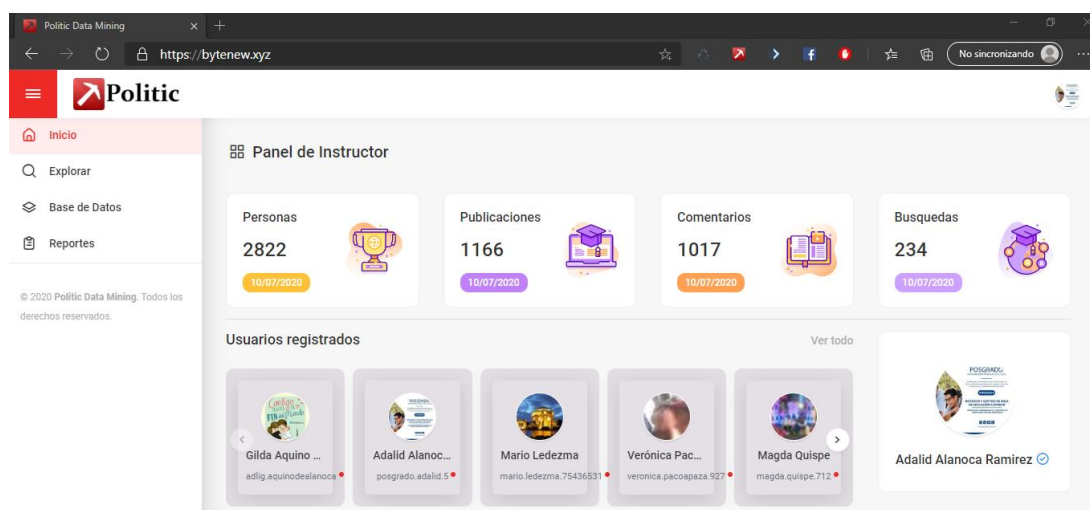 Politic Data Mining
https://bytenew.xyz
No sincronizando
Politic
Inicio
Explorar
Base de Datos
Reportes
© 2020 Politic Data Mining. Todos los
derechos reservados.
Panel de Instructor
Personas
2822
10/07/2020
Publicaciones
1166
10/07/2020
Comentarios
1017
10/07/2020
Busquedas
234
10/07/2020
Usuarios registrados
Ver todo
Gilda Aquino ...
adlig.aquinodealanoca
Adalid Alanoc...
posgrado.adalid.5
Mario Ledezma
mario.ledezma.75436531
Verónica Pac...
veronica.pacoapaza.927
Magda Quispe
magda.quispe.712
POSGRADO
Adalid Alanoca Ramirez